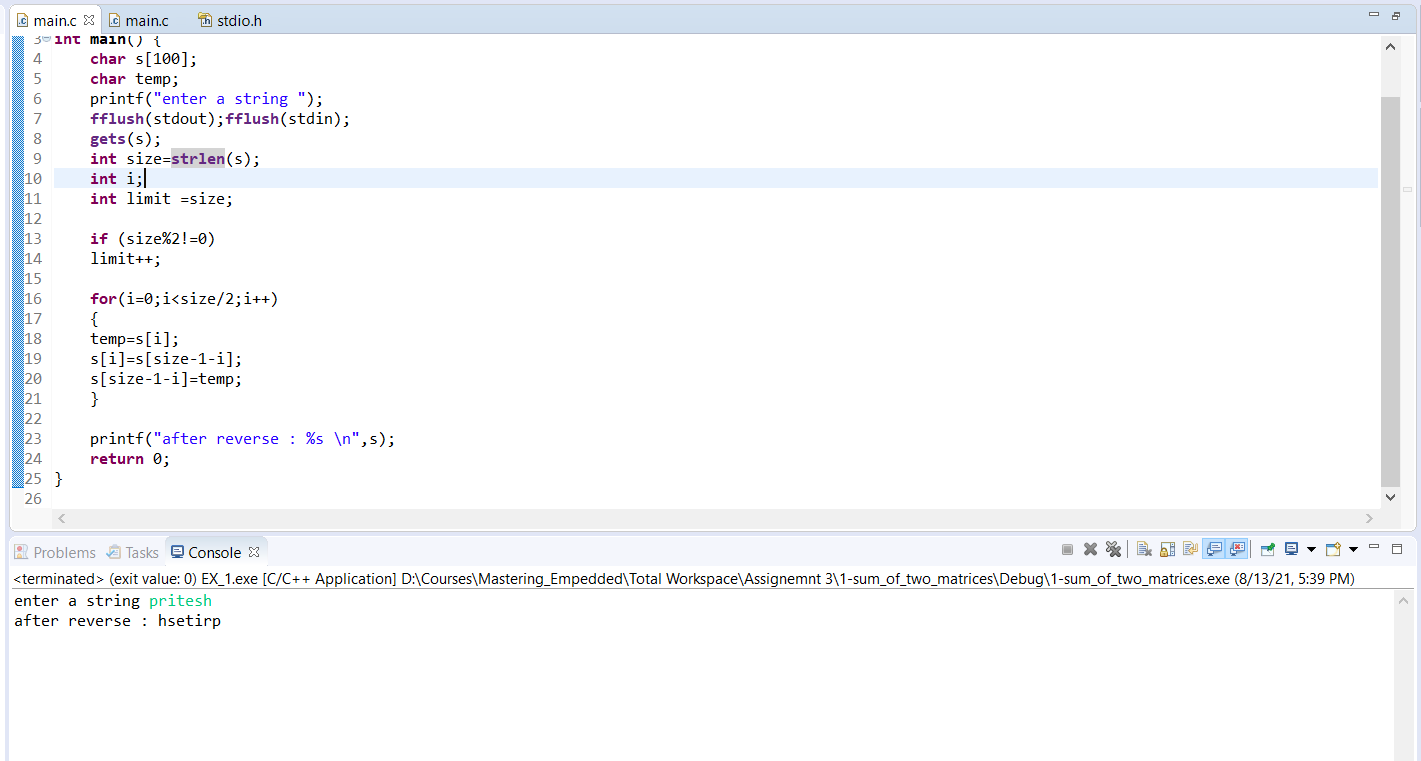 main.c main.c stdio.h
3 int main() {
4 char s[100];
5 char temp;
6 printf("enter a string ");
7 fflush(stdout);fflush(stdin);
8 gets(s);
9 int size=strlen(s);
10 int i;
11 int limit =size;
12
13 if (size%2!=0)
14 limit++;
15
16 for(i=0;i<size/2;i++)
17 {
18 temp=s[i];
19 s[i]=s[size-1-i];
20 s[size-1-i]=temp;
21 }
22
23 printf("after reverse : %s \n",s);
24 return 0;
25 }
26
Problems Tasks Console
<terminated> (exit value: 0) EX_1.exe [C/C++ Application] D:\Courses\Mastering_Empedded\Total Workspace\Assignemnt 3\1-sum_of_two_matrices\Debug\1-sum_of_two_matrices.exe (8/13/21, 5:39 PM)
enter a string pritesh
after reverse : hsetirp